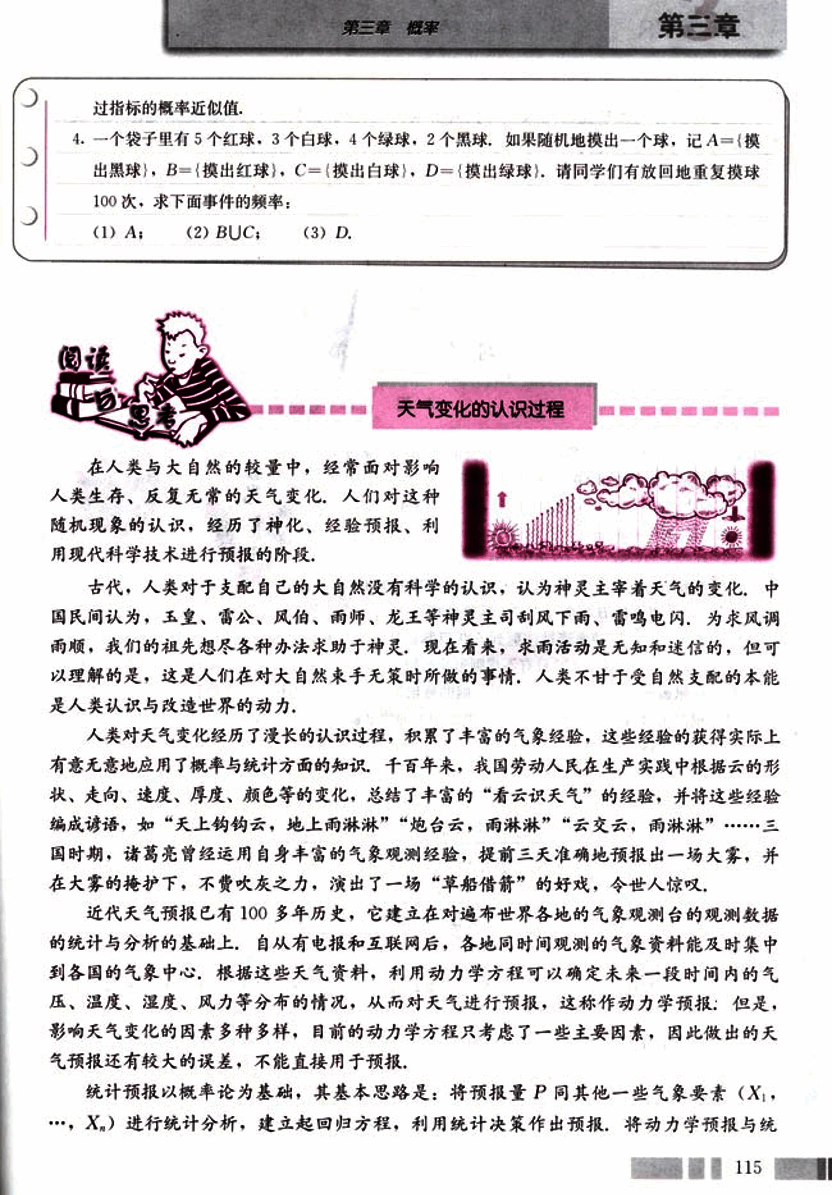 第三章 概率
第三章
过指标的概率近似值.
4. 一个袋子里有5个红球，3个白球，4个绿球，2个黑球. 如果随机地摸出一个球，记A={摸
出黑球}，B={摸出红球}，C={摸出白球}，D={摸出绿球}. 请同学们有放回地重复摸球
100次，求下面事件的频率：
(1) A; (2) B∪C; (3) D.
阅读
与
思考
天气变化的认识过程
在人类与大自然的较量中，经常面对影响
人类生存、反复无常的天气变化. 人们对这种
随机现象的认识，经历了神化、经验预报、利
用现代科学技术进行预报的阶段.
古代，人类对于支配自己的大自然没有科学的认识，认为神灵主宰着天气的变化. 中
国民间认为，玉皇、雷公、风伯、雨师、龙王等神灵主司刮风下雨、雷鸣电闪. 为求风调
雨顺，我们的祖先想尽各种办法求助于神灵. 现在看来，求雨活动是无知和迷信的，但可
以理解的是，这是人们在对大自然束手无策时所做的事情. 人类不甘于受自然支配的本能
是人类认识与改造世界的动力.
人类对天气变化经历了漫长的认识过程，积累了丰富的气象经验，这些经验的获得实际上
有意无意地应用了概率与统计方面的知识. 千百年来，我国劳动人民在生产实践中根据云的形
状、走向、速度、厚度、颜色等的变化，总结了丰富的“看云识天气”的经验，并将这些经验
编成谚语，如“天上钩钩云，地上雨淋淋”“炮台云，雨淋淋”“云交云，雨淋淋”……三
国时期，诸葛亮曾经运用自身丰富的气象观测经验，提前三天准确地预报出一场大雾，并
在大雾的掩护下，不费吹灰之力，演出了一场“草船借箭”的好戏，令世人惊叹.
近代天气预报已有100多年历史，它建立在对遍布世界各地的气象观测台的观测数据
的统计与分析的基础上. 自从有电报和互联网后，各地同时间观测的气象资料能及时集中
到各国的气象中心. 根据这些天气资料，利用动力学方程可以确定未来一段时间内的气
压、温度、湿度、风力等分布的情况，从而对天气进行预报，这称作动力学预报. 但是，
影响天气变化的因素多种多样，目前的动力学方程只考虑了一些主要因素，因此做出的天
气预报还有较大的误差，不能直接用于预报.
统计预报以概率论为基础，其基本思路是：将预报量P同其他一些气象要素（X₁，
…，Xₙ）进行统计分析，建立起回归方程，利用统计决策作出预报. 将动力学预报与统
115